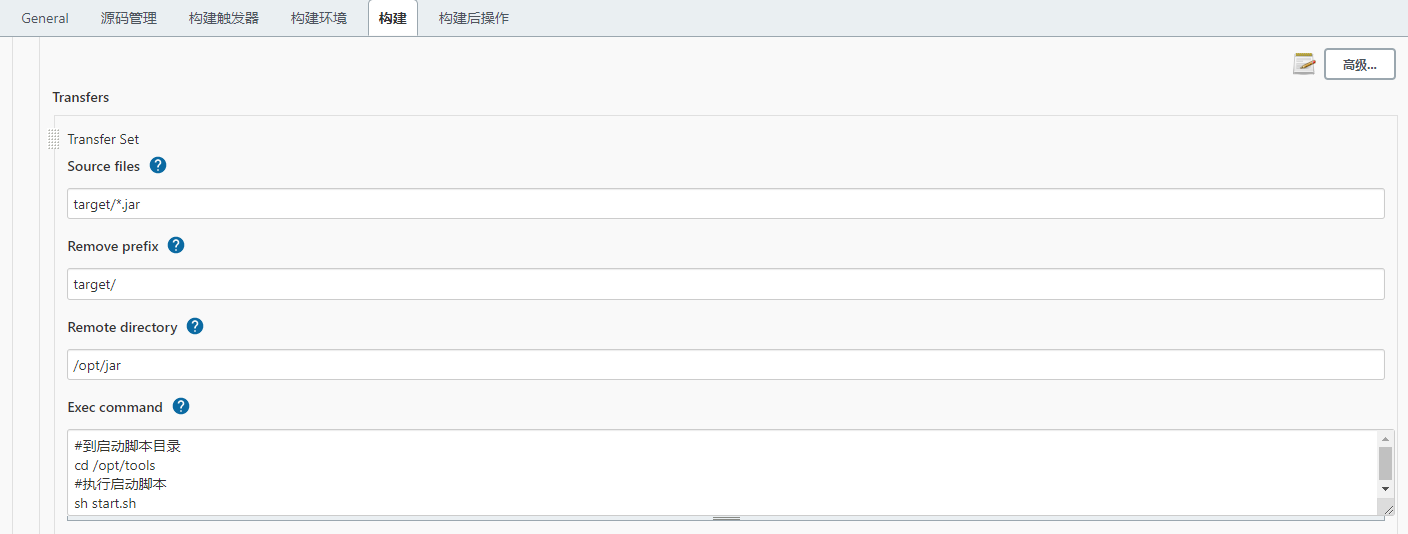 General 源码管理 构建触发器 构建环境 构建 构建后操作
高级...
Transfers
Transfer Set
Source files ?
target/*.jar
Remove prefix ?
target/
Remote directory ?
/opt/jar
Exec command ?
#到启动脚本目录
cd /opt/tools
#执行启动脚本
sh start.sh